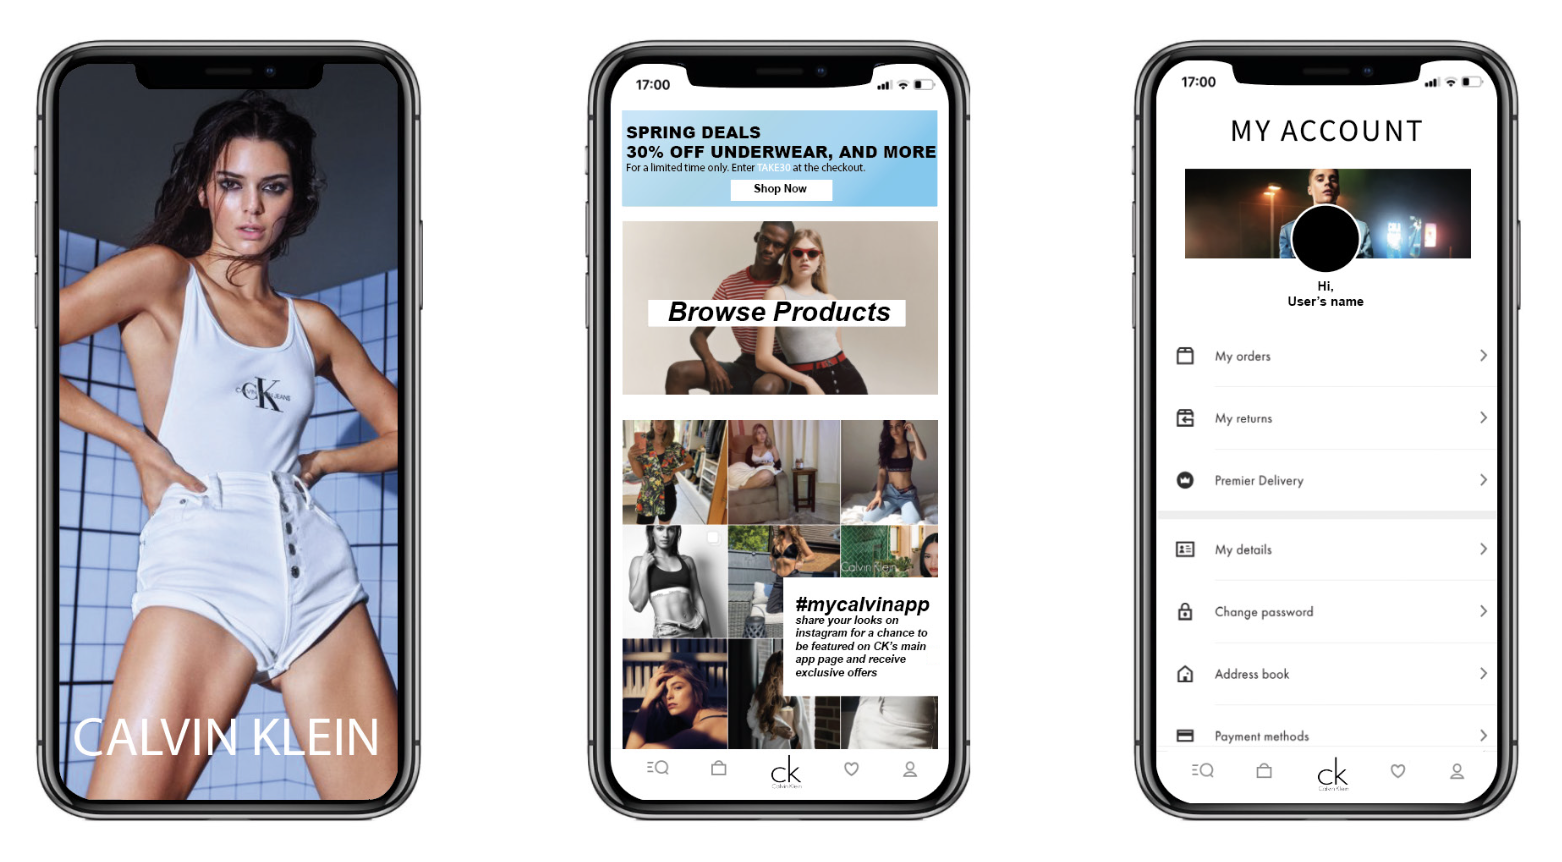 CALVIN KLEIN
CK
CALVIN KLEIN JEANS
17:00
SPRING DEALS
30% OFF UNDERWEAR, AND MORE
For a limited time only. Enter TAKE30 at the checkout.
Shop Now
Browse Products
Calvin Klein
#mycalvinapp
share your looks on
instagram for a chance to
be featured on CK's main
app page and receive
exclusive offers
ck
Calvin Klein
17:00
MY ACCOUNT
Hi,
User's name
My orders
My returns
Premier Delivery
My details
Change password
Address book
Payment methods
ck
Calvin Klein